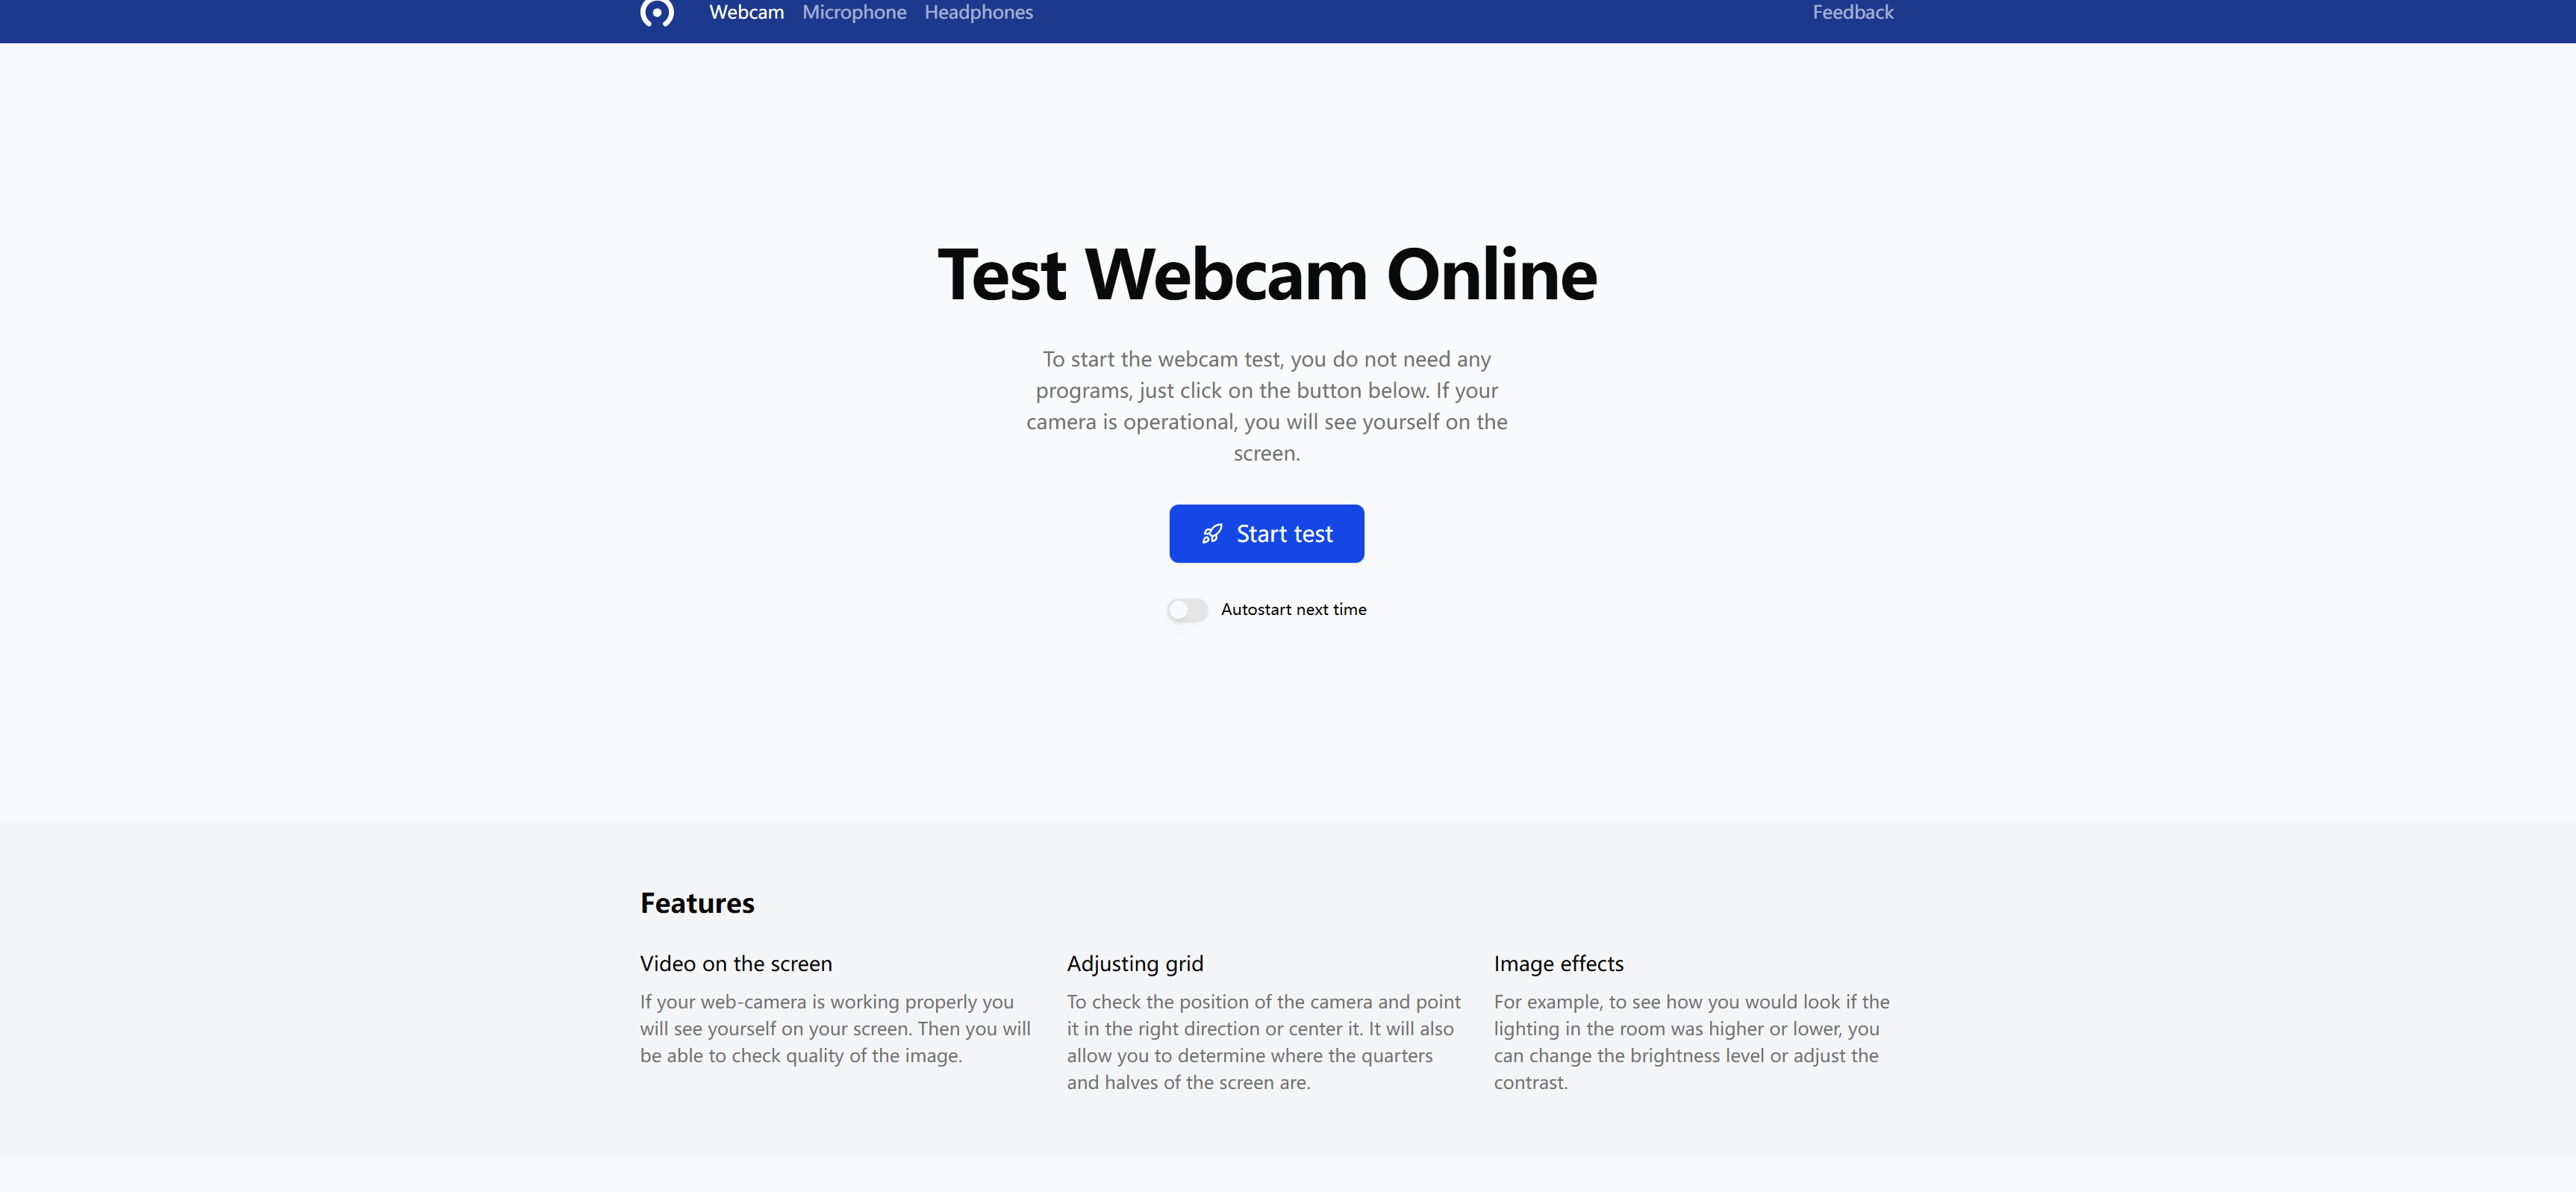 Webcam Microphone Headphones Feedback
Test Webcam Online
To start the webcam test, you do not need any
programs, just click on the button below. If your
camera is operational, you will see yourself on the
screen.
Start test
Autostart next time
Features
Video on the screen
If your web-camera is working properly you
will see yourself on your screen. Then you will
be able to check quality of the image.
Adjusting grid
To check the position of the camera and point
it in the right direction or center it. It will also
allow you to determine where the quarters
and halves of the screen are.
Image effects
For example, to see how you would look if the
lighting in the room was higher or lower, you
can change the brightness level or adjust the
contrast.